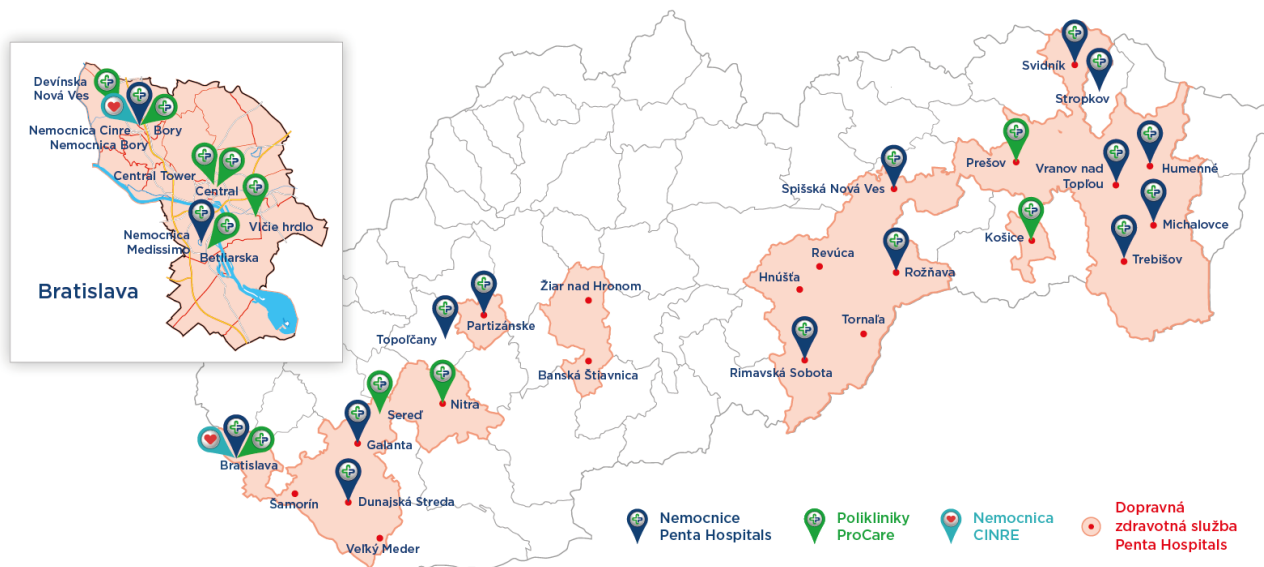 Devínska
Nová Ves
Nemocnica Cinre
Bory
Nemocnica Bory
Central Tower
Central
Vlčie hrdlo
Nemocnica
Medissimo
Betliarska
Bratislava
Svidník
Stropkov
Prešov
Vranov nad
Topľou
Humenné
Spišská Nová Ves
Michalovce
Košice
Trebišov
Revúca
Rožňava
Hnúšťa
Žiar nad Hronom
Tornaľa
Partizánske
Topoľčany
Banská Štiavnica
Rimavská Sobota
Sereď
Nitra
Galanta
Bratislava
Šamorín
Dunajská Streda
Veľký Meder
Nemocnice
Penta Hospitals
Polikliniky
ProCare
Nemocnica
CINRE
Dopravná
zdravotná služba
Penta Hospitals